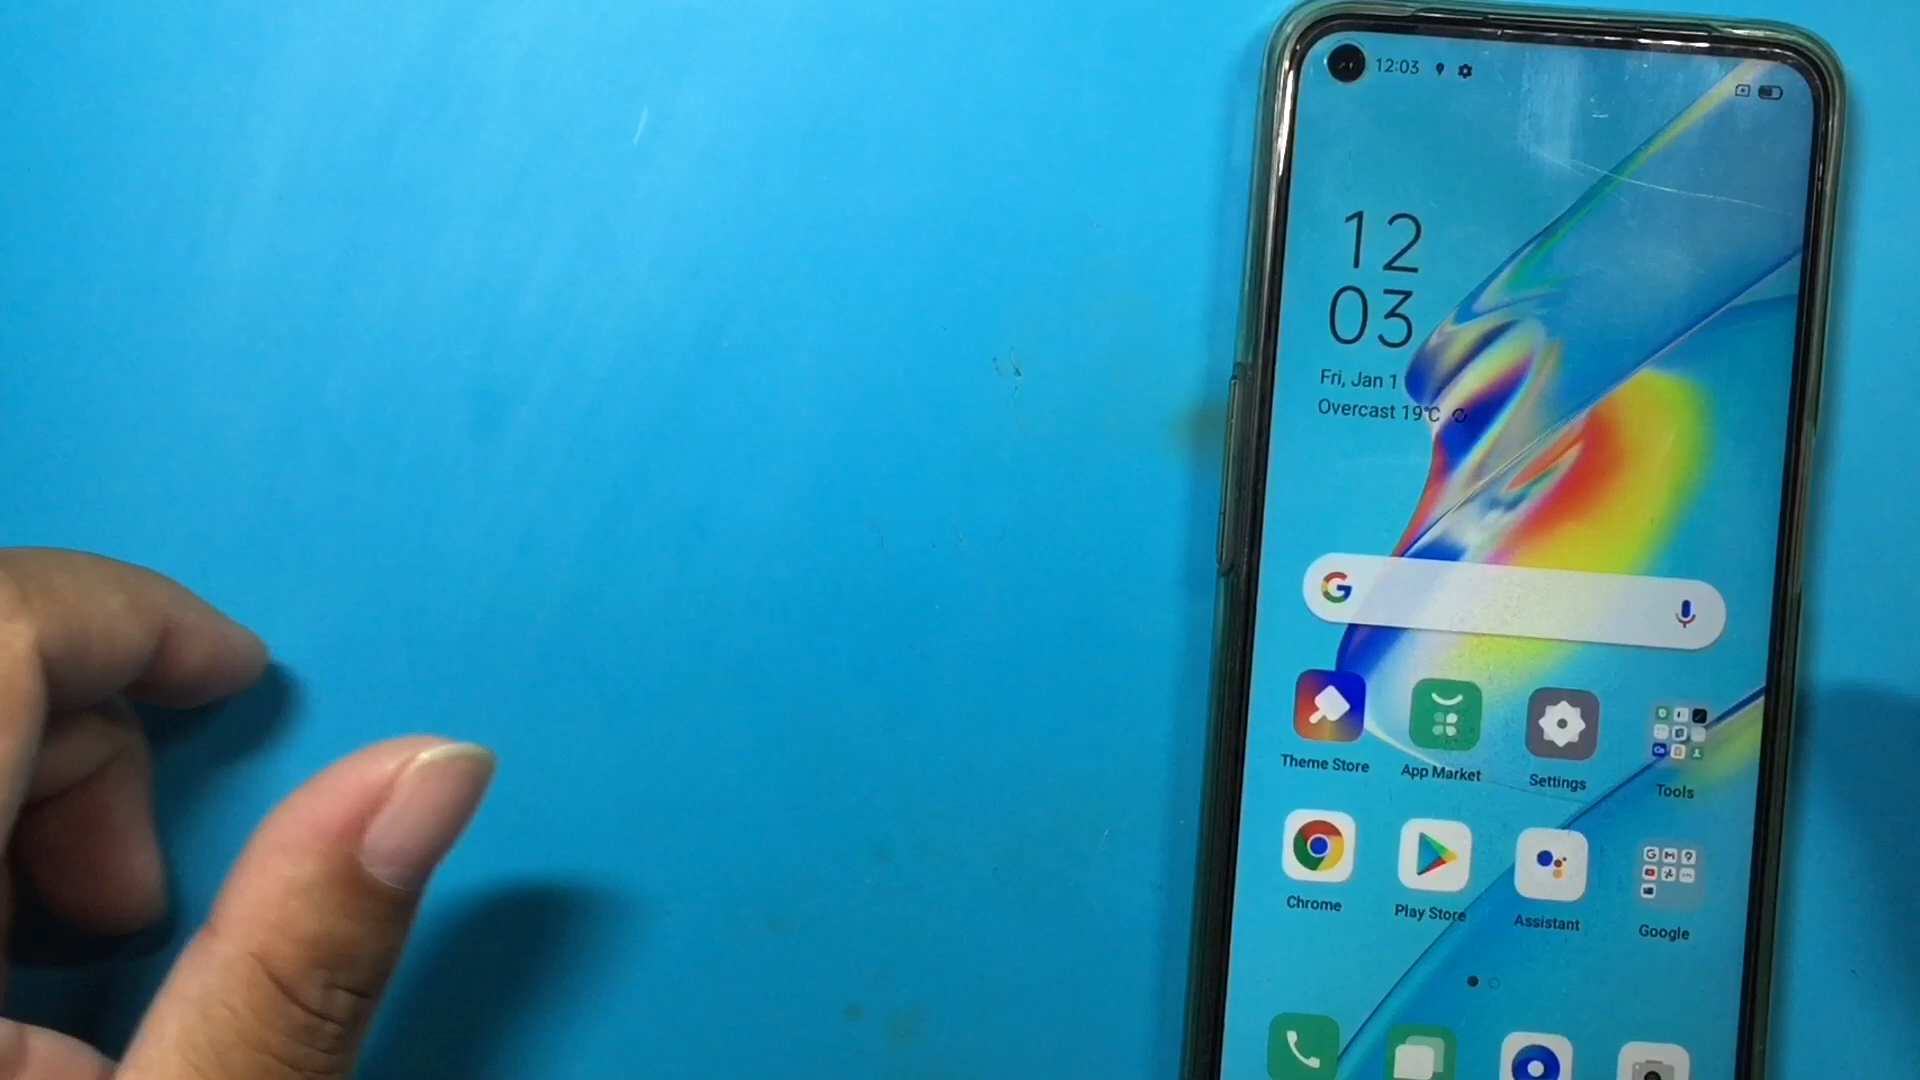 12:03
12
03
Fri, Jan 1
Overcast 19°C
G
Theme Store
App Market
Settings
Tools
Chrome
Play Store
Assistant
Google